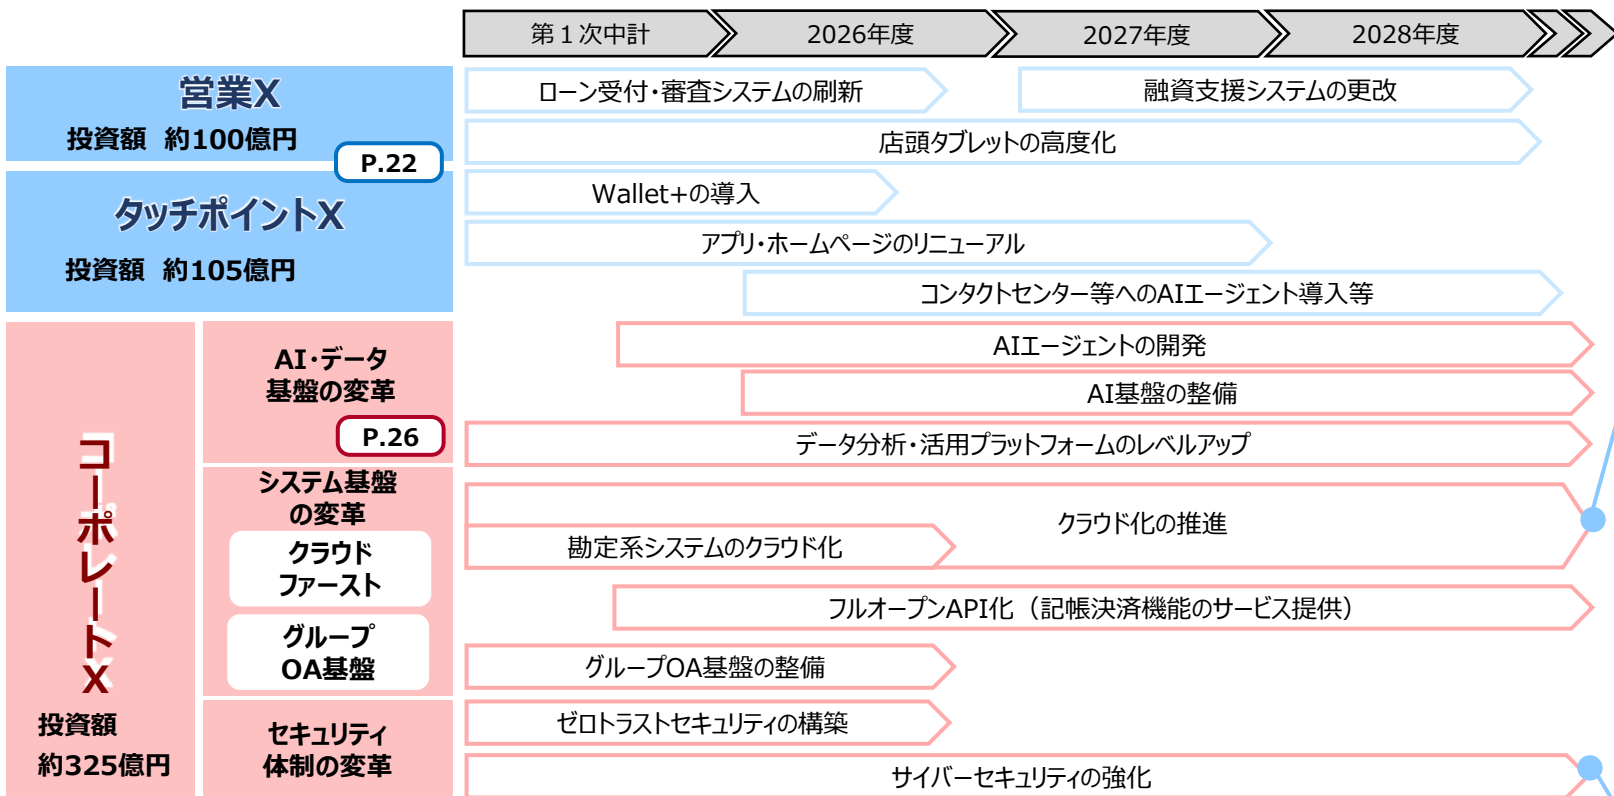 第１次中計
2026年度
2027年度
2028年度
営業X
投資額 約100億円
P.22
ローン受付・審査システムの刷新
融資支援システムの更改
店頭タブレットの高度化
タッチポイントX
投資額 約105億円
Wallet+の導入
アプリ・ホームページのリニューアル
コンタクトセンター等へのAIエージェント導入等
コーポレートX
投資額
約325億円
AI・データ
基盤の変革
P.26
AIエージェントの開発
AI基盤の整備
データ分析・活用プラットフォームのレベルアップ
システム基盤
の変革
クラウド
ファースト
グループ
OA基盤
クラウド化の推進
勘定系システムのクラウド化
フルオープンAPI化（記帳決済機能のサービス提供）
グループOA基盤の整備
セキュリティ
体制の変革
ゼロトラストセキュリティの構築
サイバーセキュリティの強化